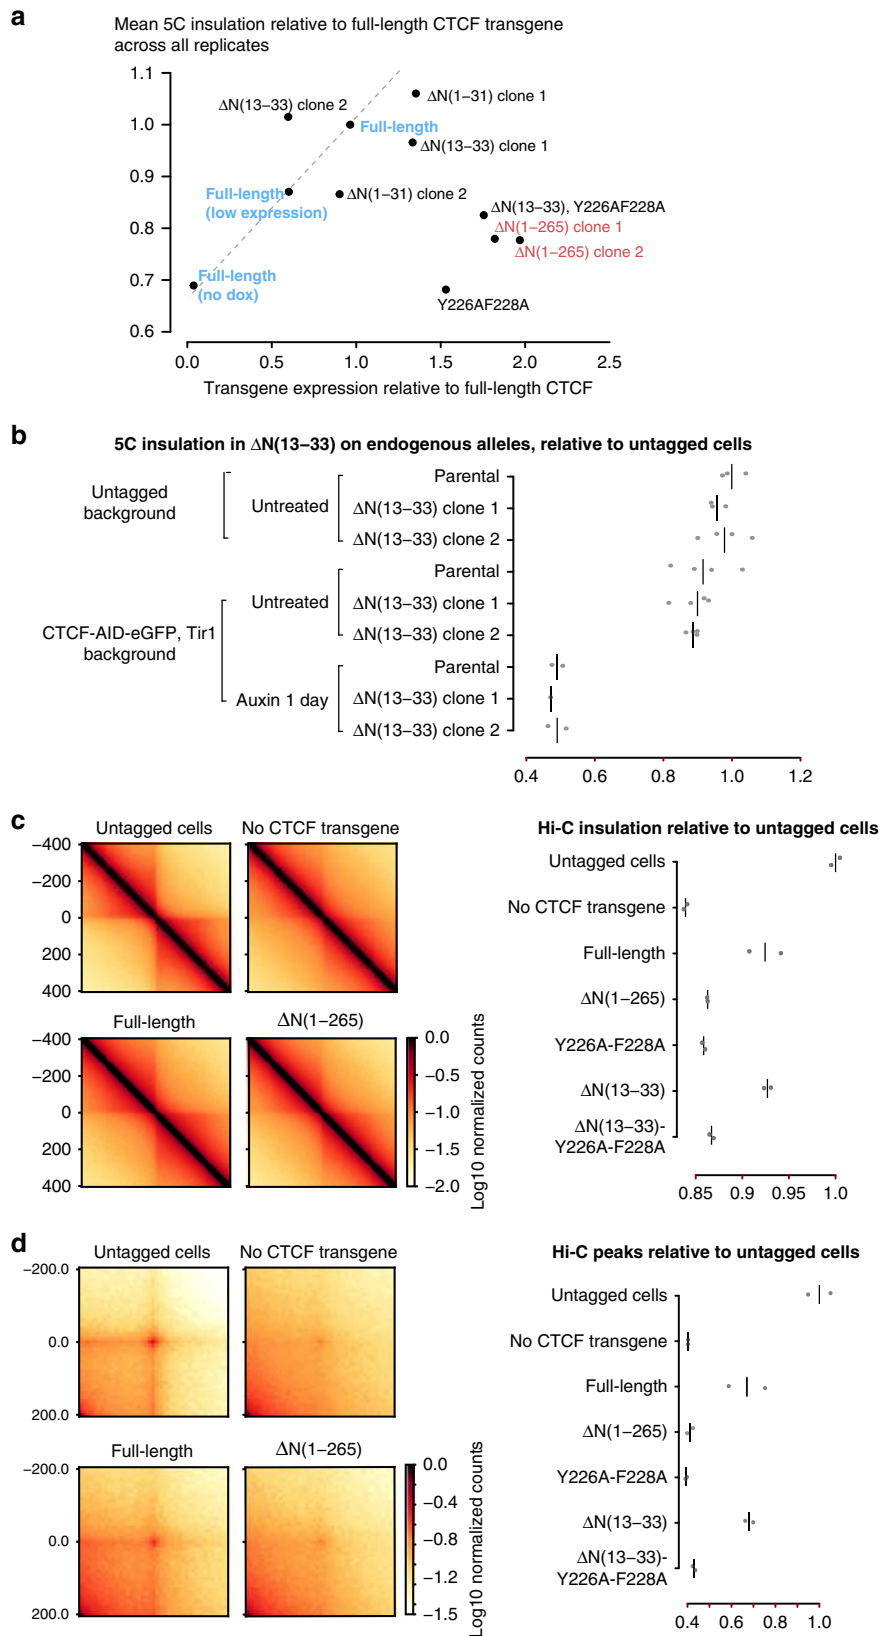 a
Mean 5C insulation relative to full-length CTCF transgene
across all replicates
1.1
1.0
0.9
0.8
0.7
0.6
ΔN(13–33) clone 2
ΔN(1–31) clone 1
Full-length
ΔN(13–33) clone 1
Full-length
(low expression)
ΔN(1–31) clone 2
ΔN(13–33), Y226AF228A
ΔN(1–265) clone 1
ΔN(1–265) clone 2
Full-length
(no dox)
Y226AF228A
0.0 0.5 1.0 1.5 2.0 2.5
Transgene expression relative to full-length CTCF
b
5C insulation in ΔN(13–33) on endogenous alleles, relative to untagged cells
Untagged
background
Untreated
Parental
ΔN(13–33) clone 1
ΔN(13–33) clone 2
CTCF-AID-eGFP, Tir1
background
Untreated
Parental
ΔN(13–33) clone 1
ΔN(13–33) clone 2
Auxin 1 day
Parental
ΔN(13–33) clone 1
ΔN(13–33) clone 2
0.4 0.6 0.8 1.0 1.2
c
Untagged cells No CTCF transgene
−400
−200
0
200
400
Full-length ΔN(1–265)
−400
−200
0
200
400
0.0
−0.5
−1.0
−1.5
−2.0
Log10 normalized counts
Hi-C insulation relative to untagged cells
Untagged cells
No CTCF transgene
Full-length
ΔN(1–265)
Y226A-F228A
ΔN(13–33)
ΔN(13–33)-
Y226A-F228A
0.85 0.9 0.95 1.0
d
Untagged cells No CTCF transgene
−200.0
0.0
200.0
Full-length ΔN(1–265)
−200.0
0.0
200.0
0.0
−0.4
−0.8
−1.2
−1.5
Log10 normalized counts
Hi-C peaks relative to untagged cells
Untagged cells
No CTCF transgene
Full-length
ΔN(1–265)
Y226A-F228A
ΔN(13–33)
ΔN(13–33)-
Y226A-F228A
0.4 0.6 0.8 1.0